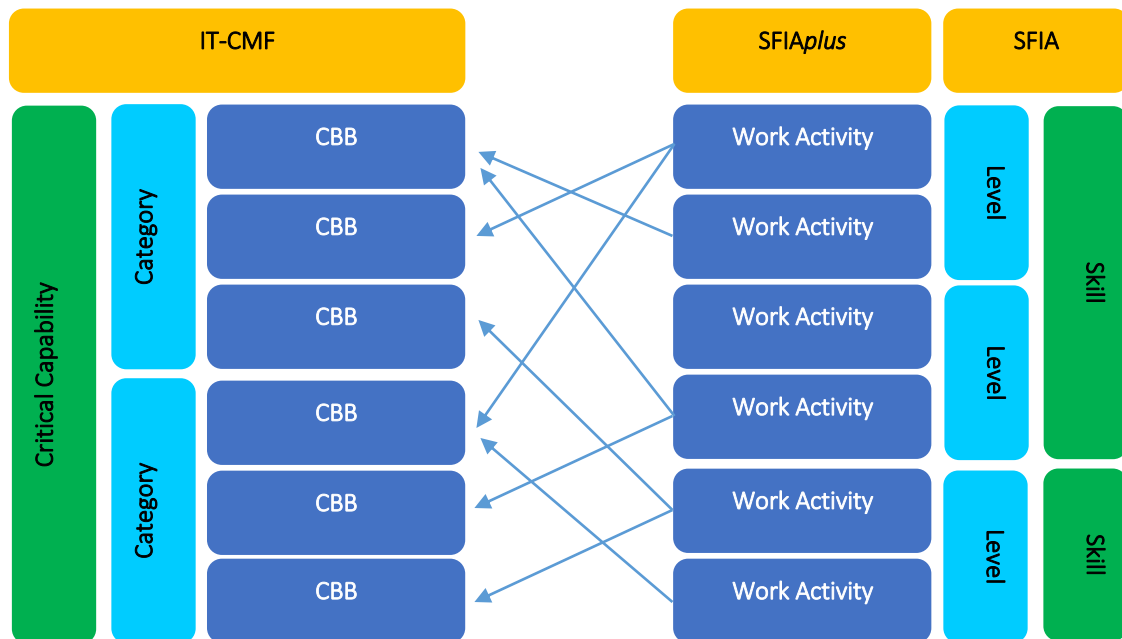 IT-CMF
SFIAplus
SFIA
Critical Capability
Category
Category
CBB
CBB
CBB
CBB
CBB
CBB
Work Activity
Work Activity
Work Activity
Work Activity
Work Activity
Work Activity
Level
Level
Level
Skill
Skill